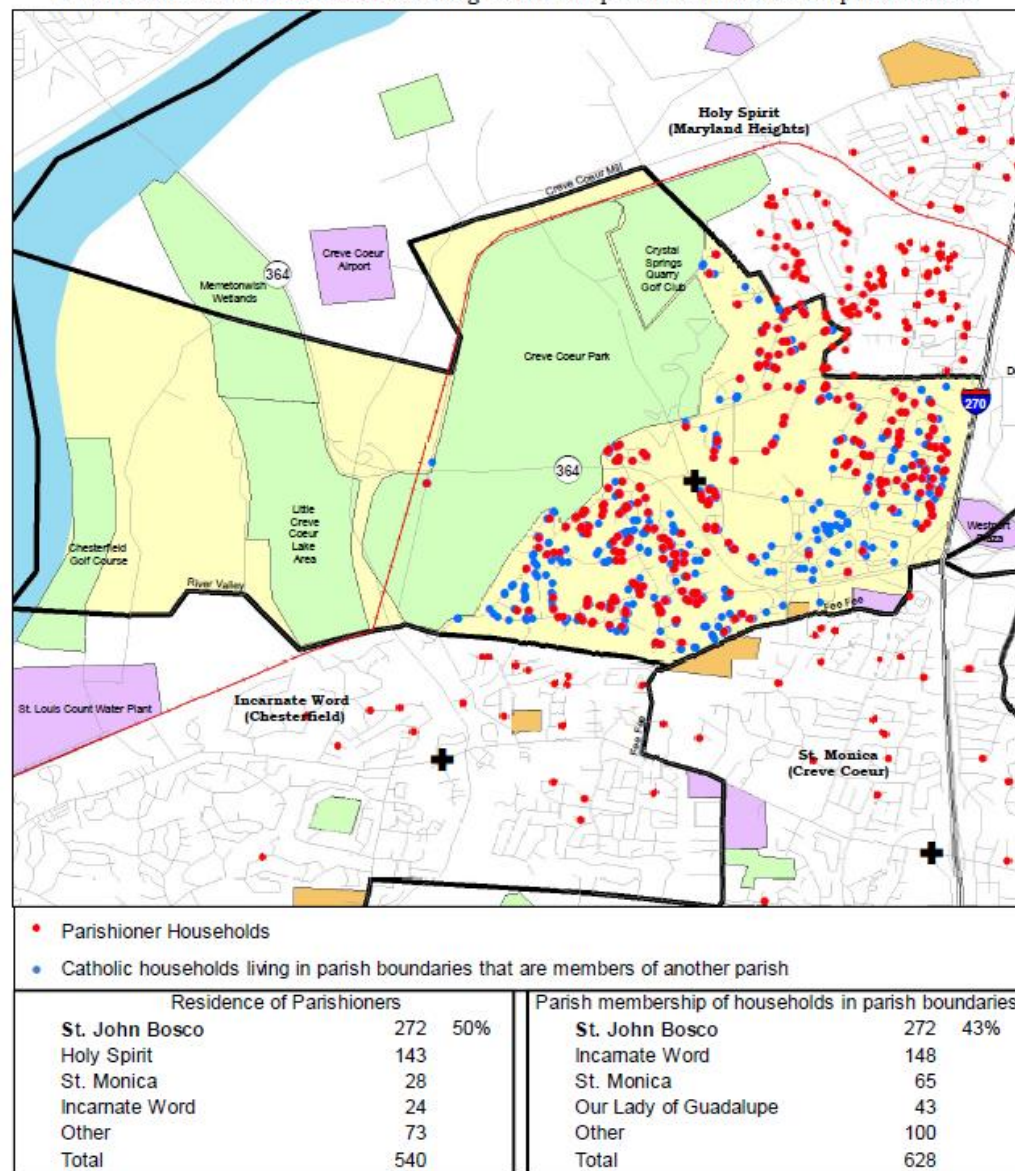 Holy Spirit
(Maryland Heights)
Creve Coeur Mill
Creve Coeur
Airport
364
Crystal
Springs
Quarry
Golf Club
Wetlands
Creve Coeur Park
D
270
364
Little
Creve
Coeur
Lake
Area
Chesterfield
Golf Course
Westport
Plaza
River Valley
Fee Fee
St. Louis Count Water Plant
Incarnate Word
(Chesterfield)
Fee Fee
St. Monica
(Creve Coeur)
Parishioner Households
Catholic households living in parish boundaries that are members of another parish
Residence of Parishioners
St. John Bosco 272 50%
Holy Spirit 143
St. Monica 28
Incarnate Word 24
Other 73
Total 540
Parish membership of households in parish boundaries
St. John Bosco 272 43%
Incarnate Word 148
St. Monica 65
Our Lady of Guadalupe 43
Other 100
Total 628